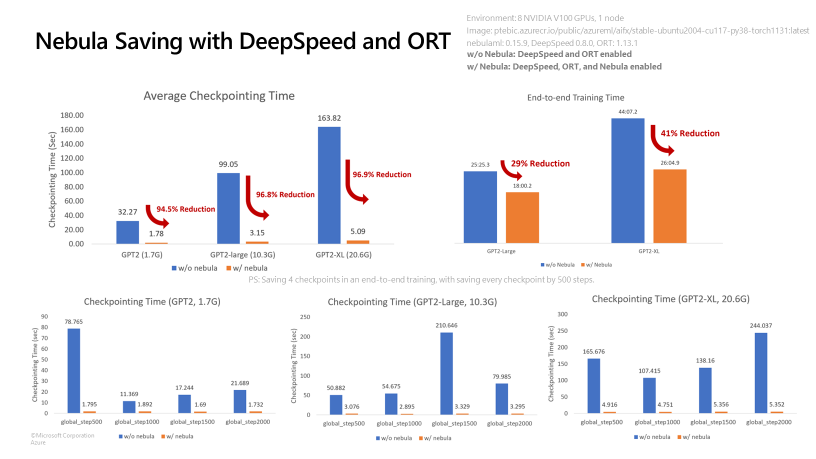 Nebula Saving with DeepSpeed and ORT
Environment: 8 NVIDIA V100 GPUs, 1 node
Image: ptebic.azurecr.io/public/azureml/aifx/stable-ubuntu2004-cu117-py38-torch1131:latest
nebulaml: 0.15.9, DeepSpeed 0.8.0, ORT: 1.13.1
w/o Nebula: DeepSpeed and ORT enabled
w/ Nebula: DeepSpeed, ORT, and Nebula enabled
Average Checkpointing Time
Checkpointing Time (Sec)
180.00
160.00
140.00
120.00
100.00
80.00
60.00
40.00
20.00
0.00
32.27
1.78
94.5% Reduction
99.05
3.15
96.8% Reduction
163.82
5.09
96.9% Reduction
GPT2 (1.7G)
GPT2-large (10.3G)
GPT2-XL (20.6G)
w/o nebula
w/ nebula
End-to-end Training Time
25:25.3
18:00.2
29% Reduction
44:07.2
26:04.9
41% Reduction
GPT2-Large
GPT2-XL
w/o Nebula
w/ Nebula
PS: Saving 4 checkpoints in an end-to-end training, with saving every checkpoint by 500 steps.
Checkpointing Time (GPT2, 1.7G)
Checkpointing Time (sec)
90
80
70
60
50
40
30
20
10
0
78.765
1.795
11.369
1.892
17.244
1.69
21.689
1.732
global_step500
global_step1000
global_step1500
global_step2000
w/o nebula
w/ nebula
Checkpointing Time (GPT2-Large, 10.3G)
Checkpointing Time (sec)
250
200
150
100
50
0
50.882
3.076
54.675
2.895
210.646
3.329
79.985
3.295
global_step500
global_step1000
global_step1500
global_step2000
w/o nebula
w/ nebula
Checkpointing Time (GPT2-XL, 20.6G)
Checkpointing Time (sec)
300
250
200
150
100
50
0
165.676
4.916
107.415
4.751
138.16
5.356
244.037
5.352
global_step500
global_step1000
global_step1500
global_step2000
w/o nebula
w/ nebula
©Microsoft Corporation
Azure